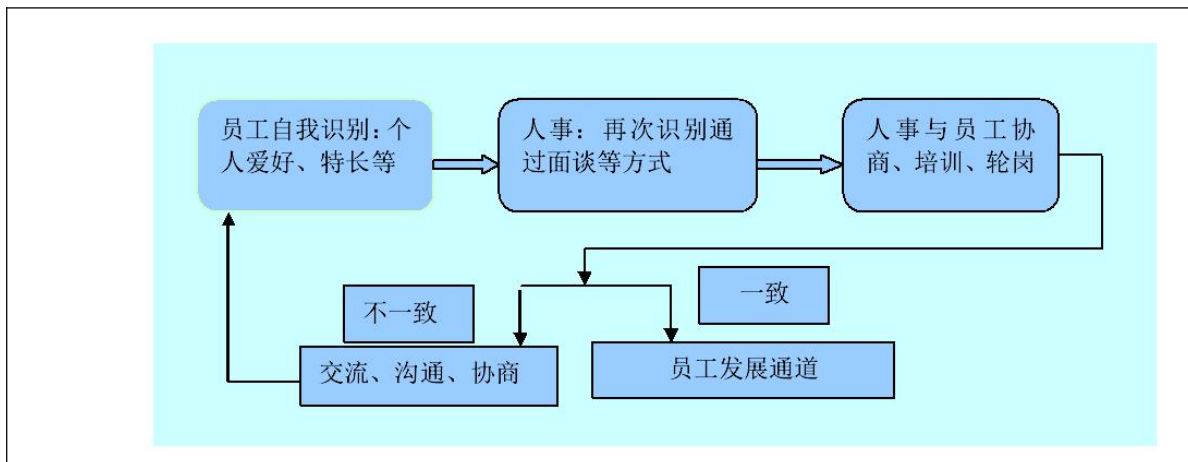 员工自我识别：个
人爱好、特长等
人事：再次识别通
过面谈等方式
人事与员工协
商、培训、轮岗
不一致
一致
交流、沟通、协商
员工发展通道